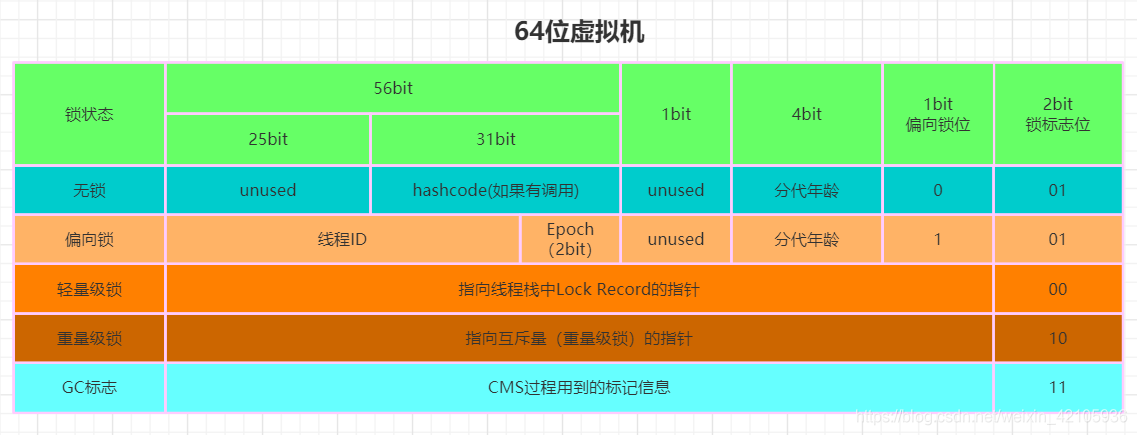 64位虚拟机
锁状态
56bit
25bit
31bit
1bit
4bit
1bit
偏向锁位
2bit
锁标志位
无锁
unused
hashcode(如果有调用)
unused
分代年龄
0
01
偏向锁
线程ID
Epoch
(2bit)
unused
分代年龄
1
01
轻量级锁
指向线程栈中Lock Record的指针
00
重量级锁
指向互斥量（重量级锁）的指针
10
GC标志
CMS过程用到的标记信息
11
https://blog.csdn.net/weixin_42105936